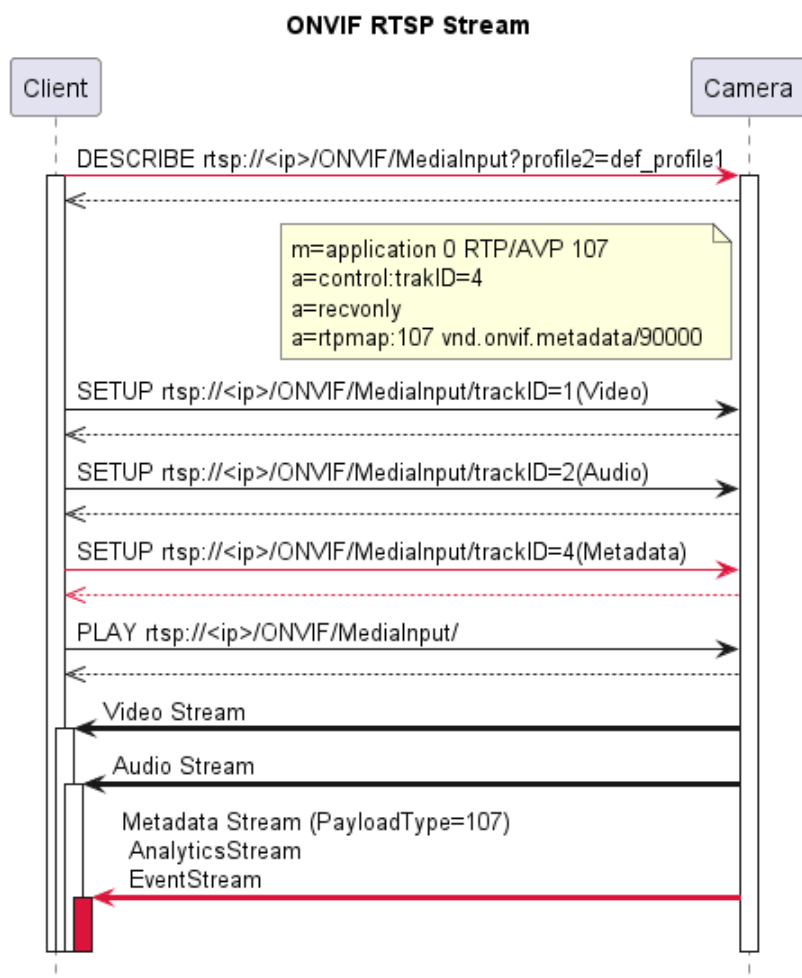 ONVIF RTSP Stream
Client
Camera
DESCRIBE rtsp://<ip>/ONVIF/MediaInput?profile2=def_profile1
m=application 0 RTP/AVP 107
a=control:trakID=4
a=recvonly
a=rtpmap:107 vnd.onvif.metadata/90000
SETUP rtsp://<ip>/ONVIF/MediaInput/trackID=1(Video)
SETUP rtsp://<ip>/ONVIF/MediaInput/trackID=2(Audio)
SETUP rtsp://<ip>/ONVIF/MediaInput/trackID=4(Metadata)
PLAY rtsp://<ip>/ONVIF/MediaInput/
Video Stream
Audio Stream
Metadata Stream (PayloadType=107)
AnalyticsStream
EventStream